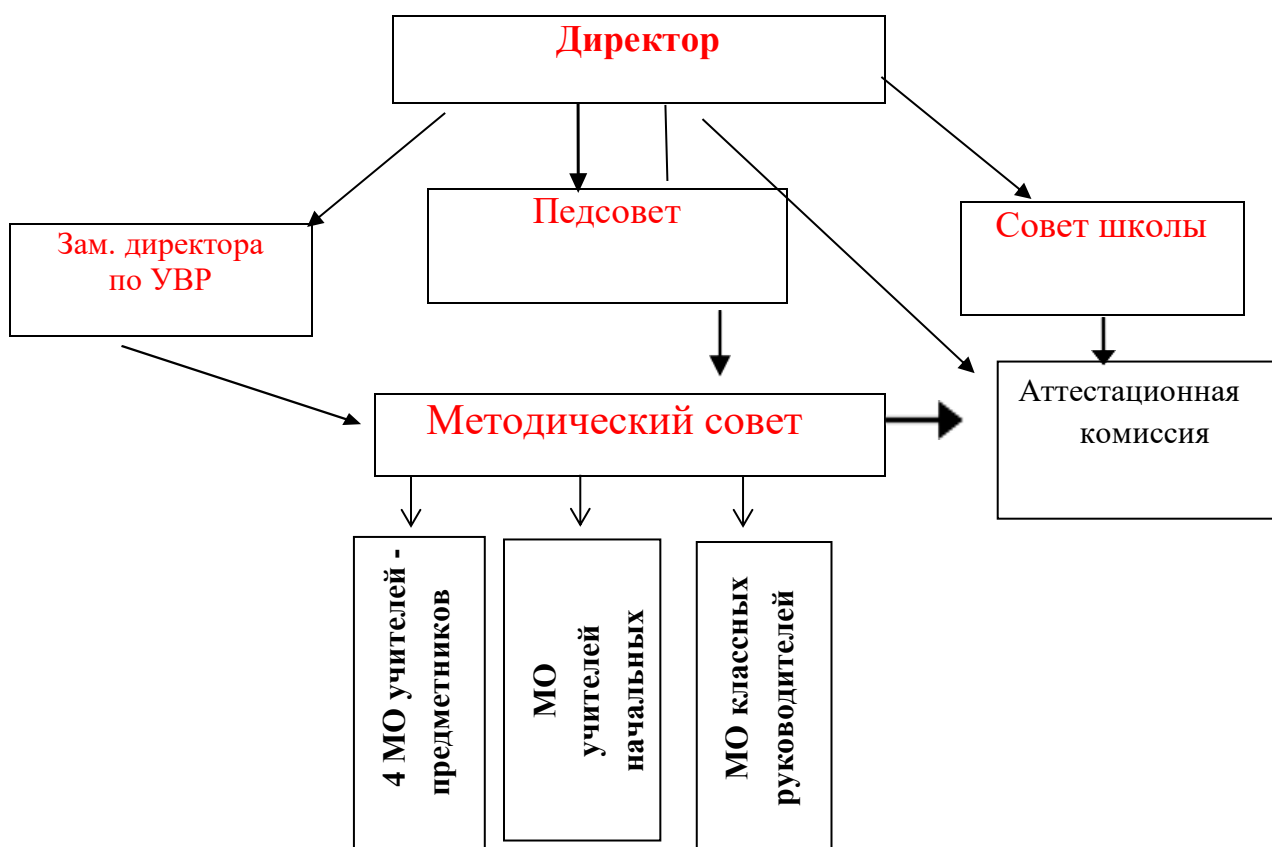 Директор
Педсовет
Совет школы
Зам. директора
по УВР
Аттестационная
комиссия
Методический совет
4 МО учителей -
предметников
МО
учителей
начальных
МО классных
руководителей